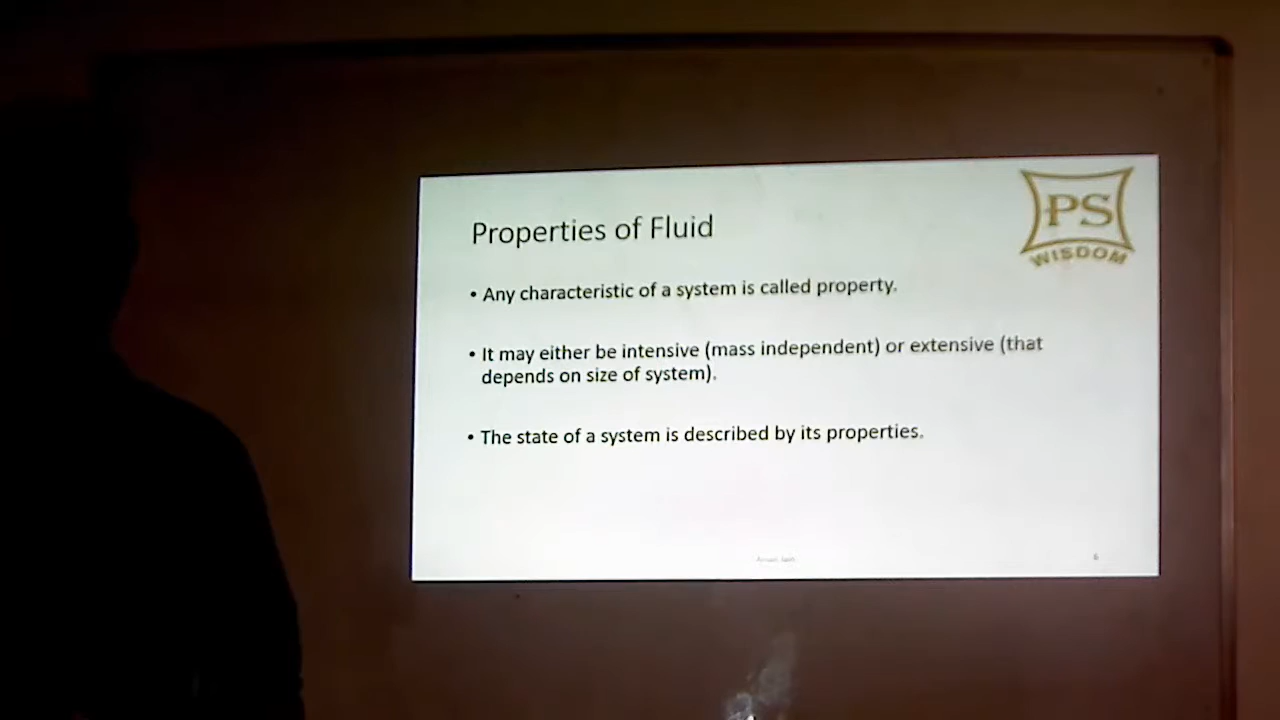 PS
WISDOM
Properties of Fluid
• Any characteristic of a system is called property.
• It may either be intensive (mass independent) or extensive (that
depends on size of system).
• The state of a system is described by its properties.
6